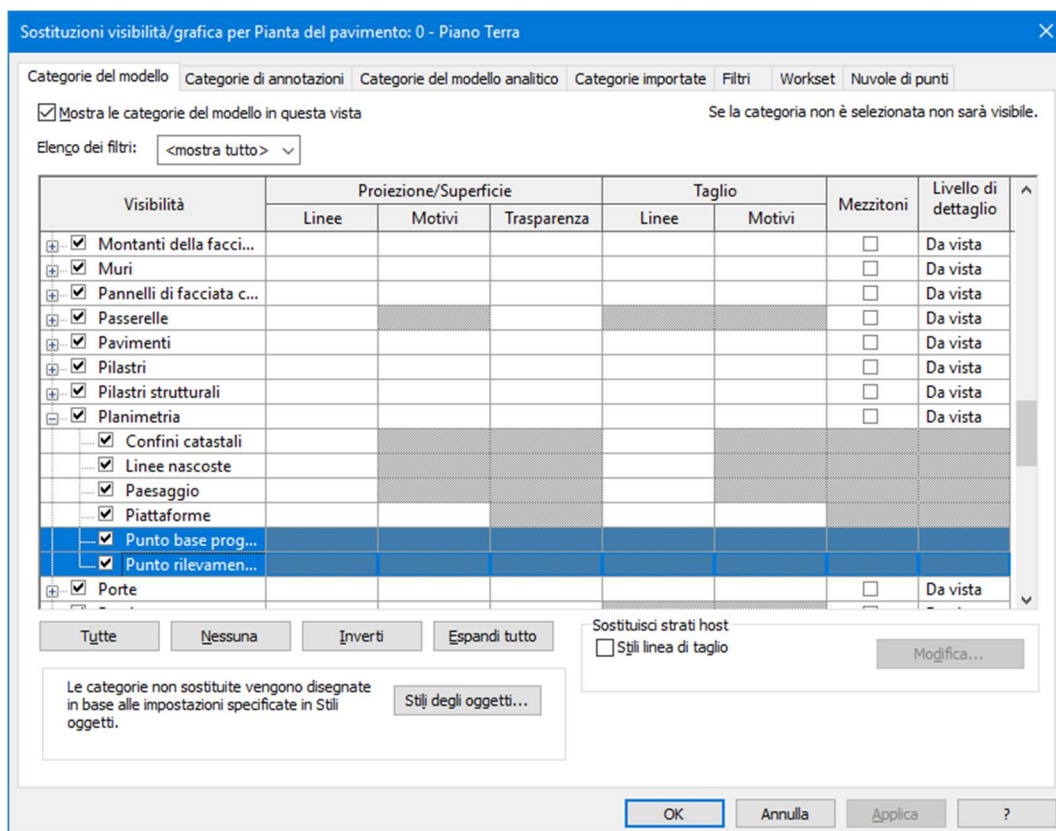 Sostituzioni visibilità/grafica per Pianta del pavimento: 0 - Piano Terra
Categorie del modello Categorie di annotazioni Categorie del modello analitico Categorie importate Filtri Workset Nuvole di punti
Mostra le categorie del modello in questa vista
Se la categoria non è selezionata non sarà visibile.
Elenco dei filtri: <mostra tutto>
Visibilità Proiezione/Superficie Taglio Mezzitoni Livello di dettaglio
Linee Motivi Trasparenza Linee Motivi
Montanti della facci... Da vista
Muri Da vista
Pannelli di facciata c... Da vista
Passerelle Da vista
Pavimenti Da vista
Pilastri Da vista
Pilastri strutturali Da vista
Planimetria Da vista
Confini catastali
Linee nascoste
Paesaggio
Piattaforme
Punto base prog...
Punto rilevamen...
Porte Da vista
Tutte Nessuna Inverti Espandi tutto
Sostituisci strati host
Stili linea di taglio
Modifica...
Le categorie non sostituite vengono disegnate
in base alle impostazioni specificate in Stili
oggetti.
Stili degli oggetti...
OK Annulla Applica ?